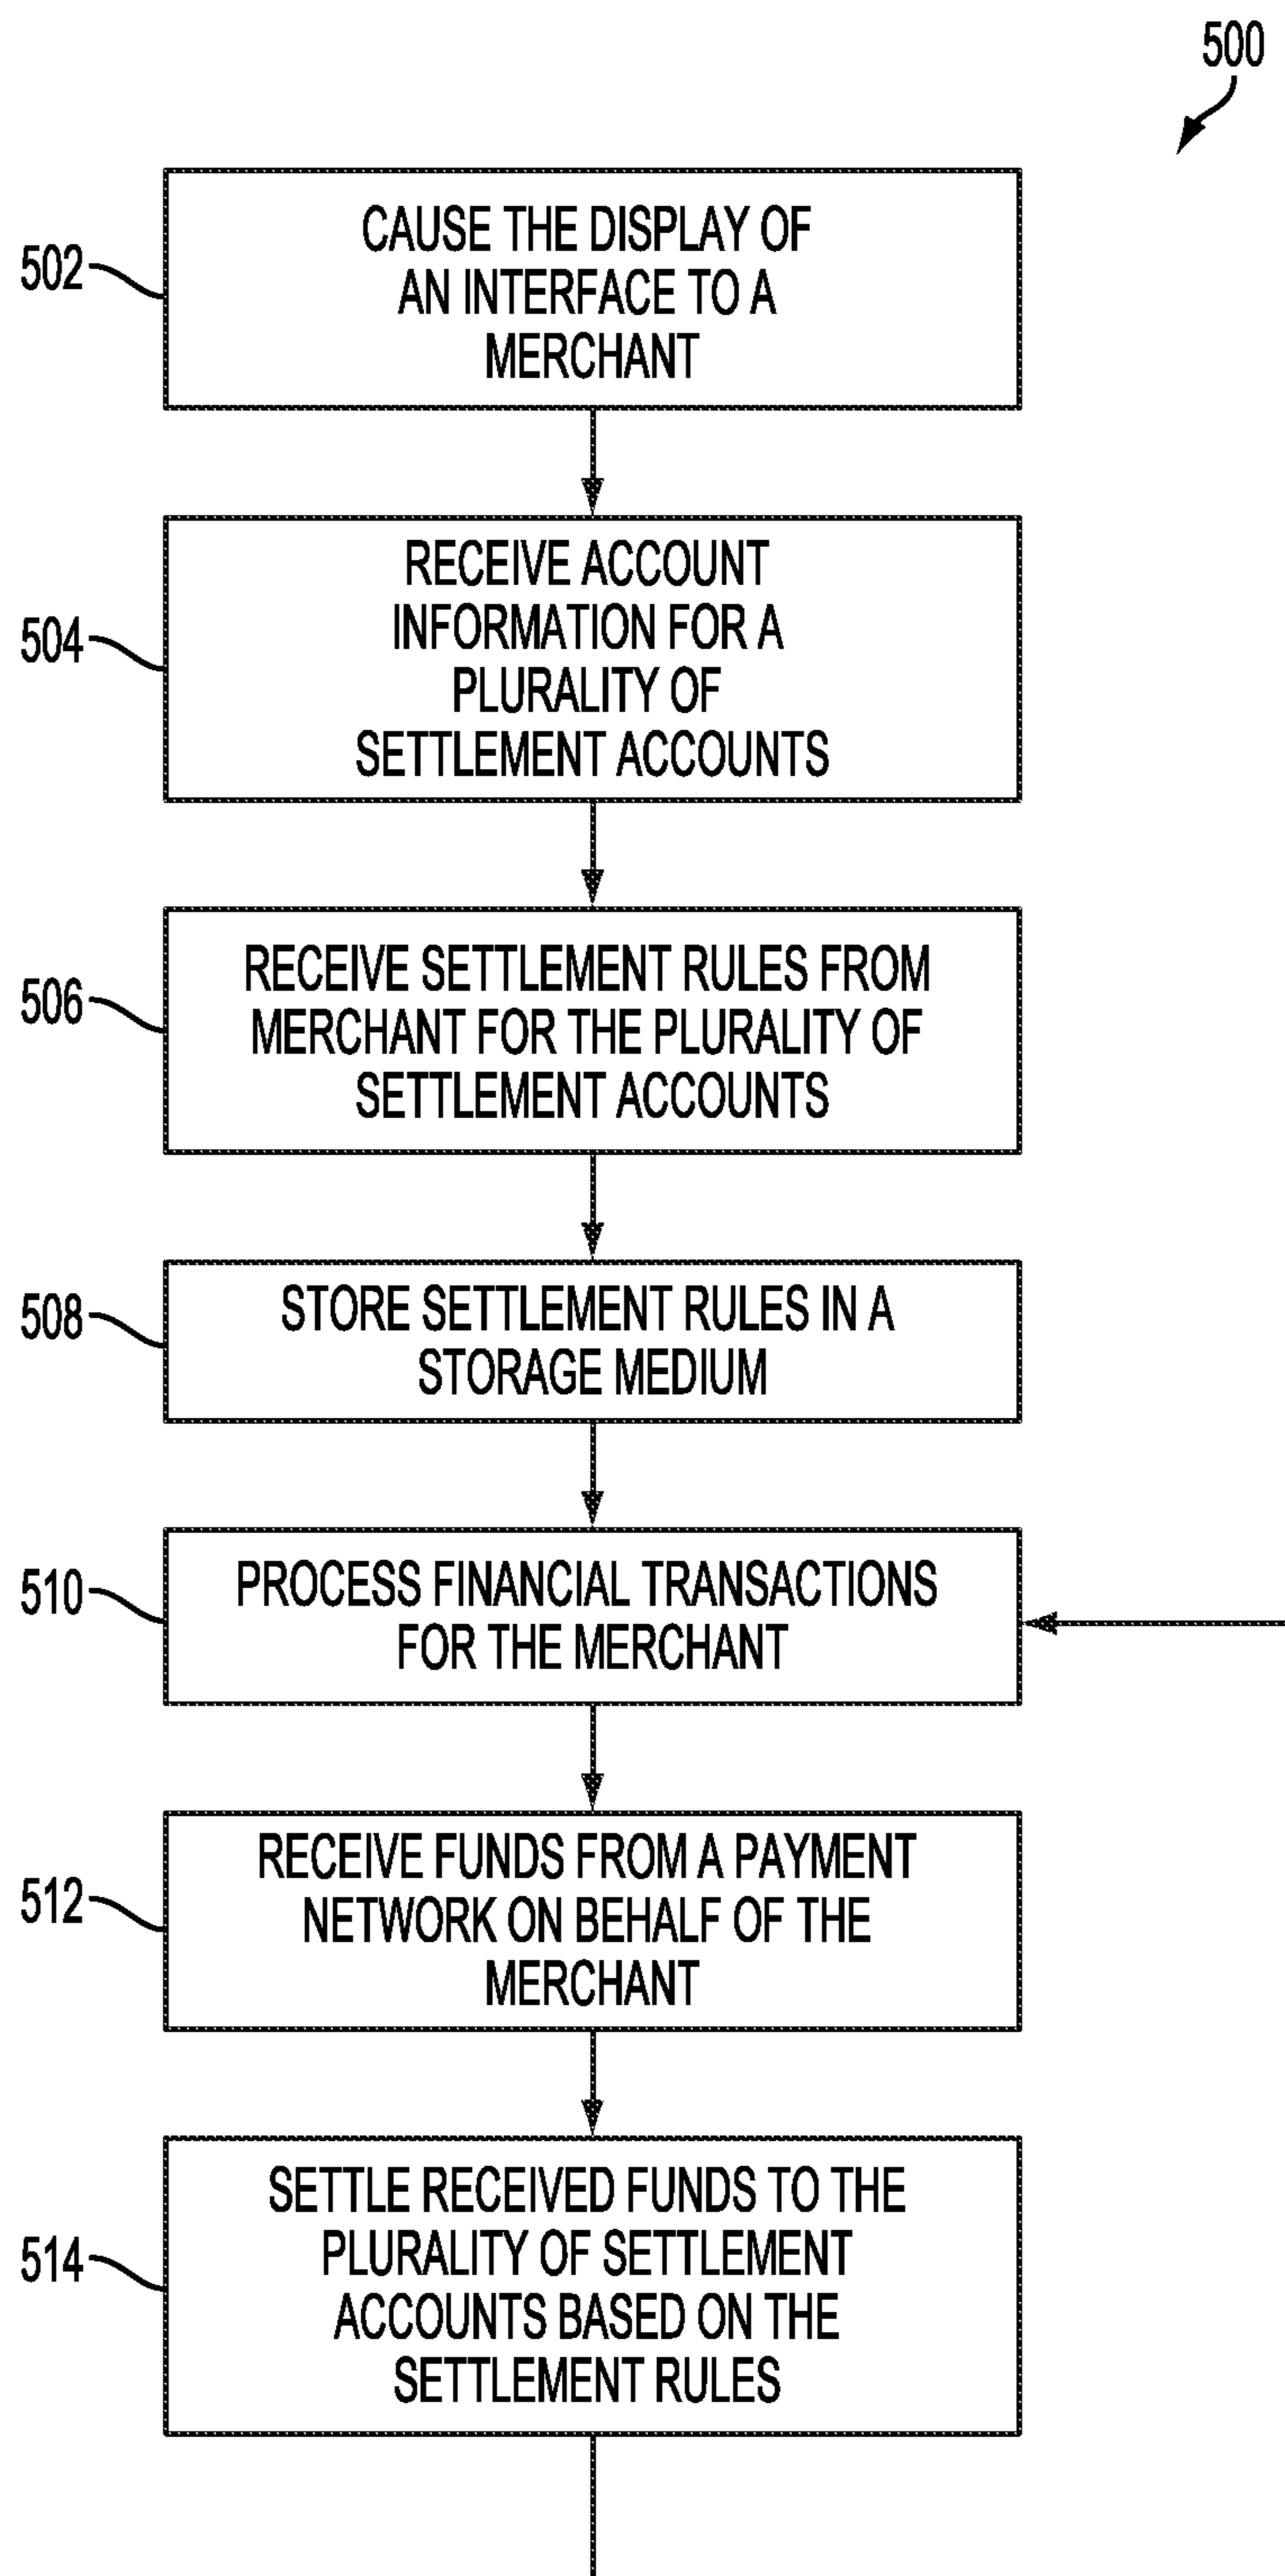 500
502
CAUSE THE DISPLAY OF
AN INTERFACE TO A
MERCHANT
504
RECEIVE ACCOUNT
INFORMATION FOR A
PLURALITY OF
SETTLEMENT ACCOUNTS
506
RECEIVE SETTLEMENT RULES FROM
MERCHANT FOR THE PLURALITY OF
SETTLEMENT ACCOUNTS
508
STORE SETTLEMENT RULES IN A
STORAGE MEDIUM
510
PROCESS FINANCIAL TRANSACTIONS
FOR THE MERCHANT
512
RECEIVE FUNDS FROM A PAYMENT
NETWORK ON BEHALF OF THE
MERCHANT
514
SETTLE RECEIVED FUNDS TO THE
PLURALITY OF SETTLEMENT
ACCOUNTS BASED ON THE
SETTLEMENT RULES